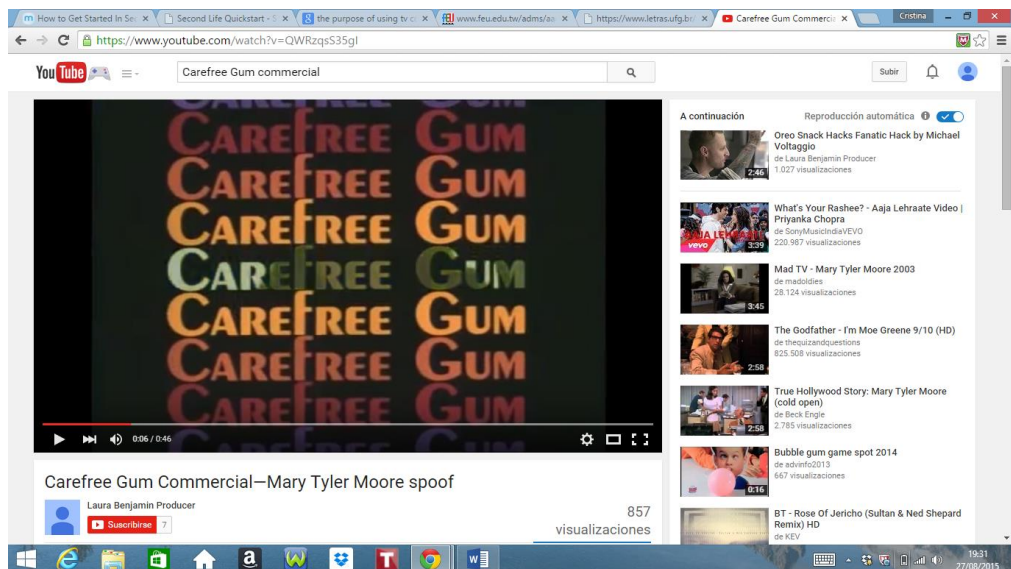 How to Get Started In Sec
Second Life Quickstart - S
the purpose of using tv c
www.feu.edu.tw/adms/aa
https://www.letras.ufg.br/
Carefree Gum Commercia
Cristina
https://www.youtube.com/watch?v=QWRzqsS35gI
YouTube
Carefree Gum commercial
Subir
CAREFREE GUM
CAREFREE GUM
CAREFREE GUM
CAREFREE GUM
CAREFREE GUM
CAREFREE GUM
CAREFREE GUM
0:06 / 0:46
Carefree Gum Commercial—Mary Tyler Moore spoof
Laura Benjamin Producer
Suscribirse 7
857
visualizaciones
A continuación
Reproducción automática
Oreo Snack Hacks Fanatic Hack by Michael
Voltaggio
de Laura Benjamin Producer
1.027 visualizaciones
2:46
What's Your Rashee? - Aaja Lehraate Video |
Priyanka Chopra
de SonyMusicIndiaVEVO
220.987 visualizaciones
vevo
3:39
Mad TV - Mary Tyler Moore 2003
de madoldies
28.124 visualizaciones
3:45
The Godfather - I'm Moe Greene 9/10 (HD)
de thequizandquestions
825.508 visualizaciones
2:58
True Hollywood Story: Mary Tyler Moore
(cold open)
de Beck Engle
2.785 visualizaciones
2:58
Bubble gum game spot 2014
de advinfo2013
667 visualizaciones
0:16
BT - Rose Of Jericho (Sultan & Ned Shepard
Remix) HD
de KEV
19:31
27/08/2015